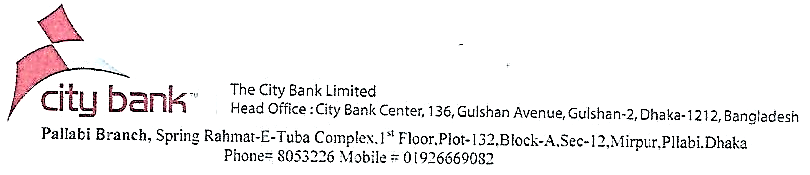 city bank™
The City Bank Limited
Head Office : City Bank Center, 136, Gulshan Avenue, Gulshan-2, Dhaka-1212, Bangladesh
Pallabi Branch, Spring Rahmat-E-Tuba Complex,1st Floor,Plot-132,Block-A,Sec-12,Mirpur,Pllabi.Dhaka
Phone= 8053226 Mobile = 01926669082